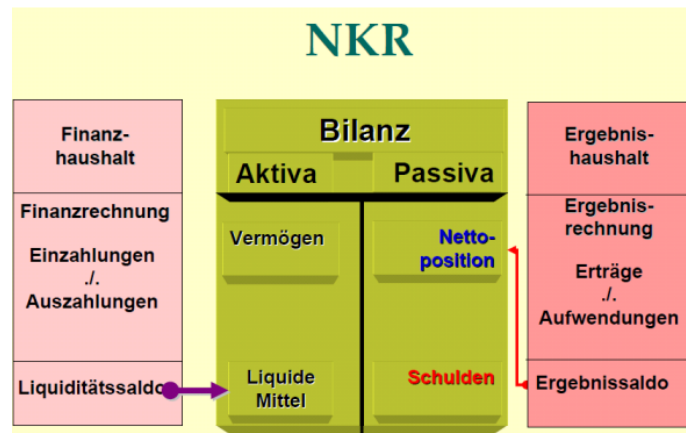 NKR
Finanz-
haushalt
Finanzrechnung
Einzahlungen
./.
Auszahlungen
Liquiditätssaldo
Bilanz
Aktiva
Passiva
Vermögen
Netto-
position
Liquide
Mittel
Schulden
Ergebnis-
haushalt
Ergebnis-
rechnung
Erträge
./.
Aufwendungen
Ergebnissaldo